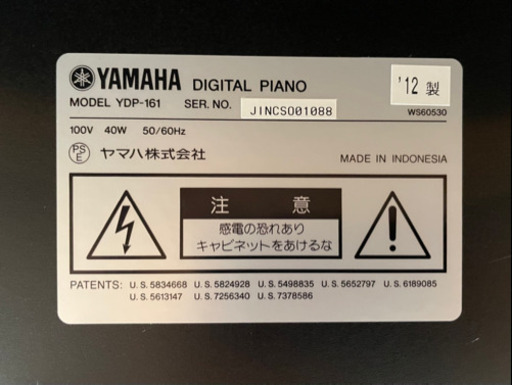 YAMAHA DIGITAL PIANO
'12 製
MODEL YDP-161 SER. NO. JINCS001088
WS60530
100V 40W 50/60Hz
PSE ヤマハ株式会社
MADE IN INDONESIA
注 意
感電の恐れあり
キャビネットをあけるな
PATENTS: U.S.5834668 U.S.5824928 U.S.5498835 U.S.5652797 U.S.6189085
U.S.5613147 U.S.7256340 U.S.7378586